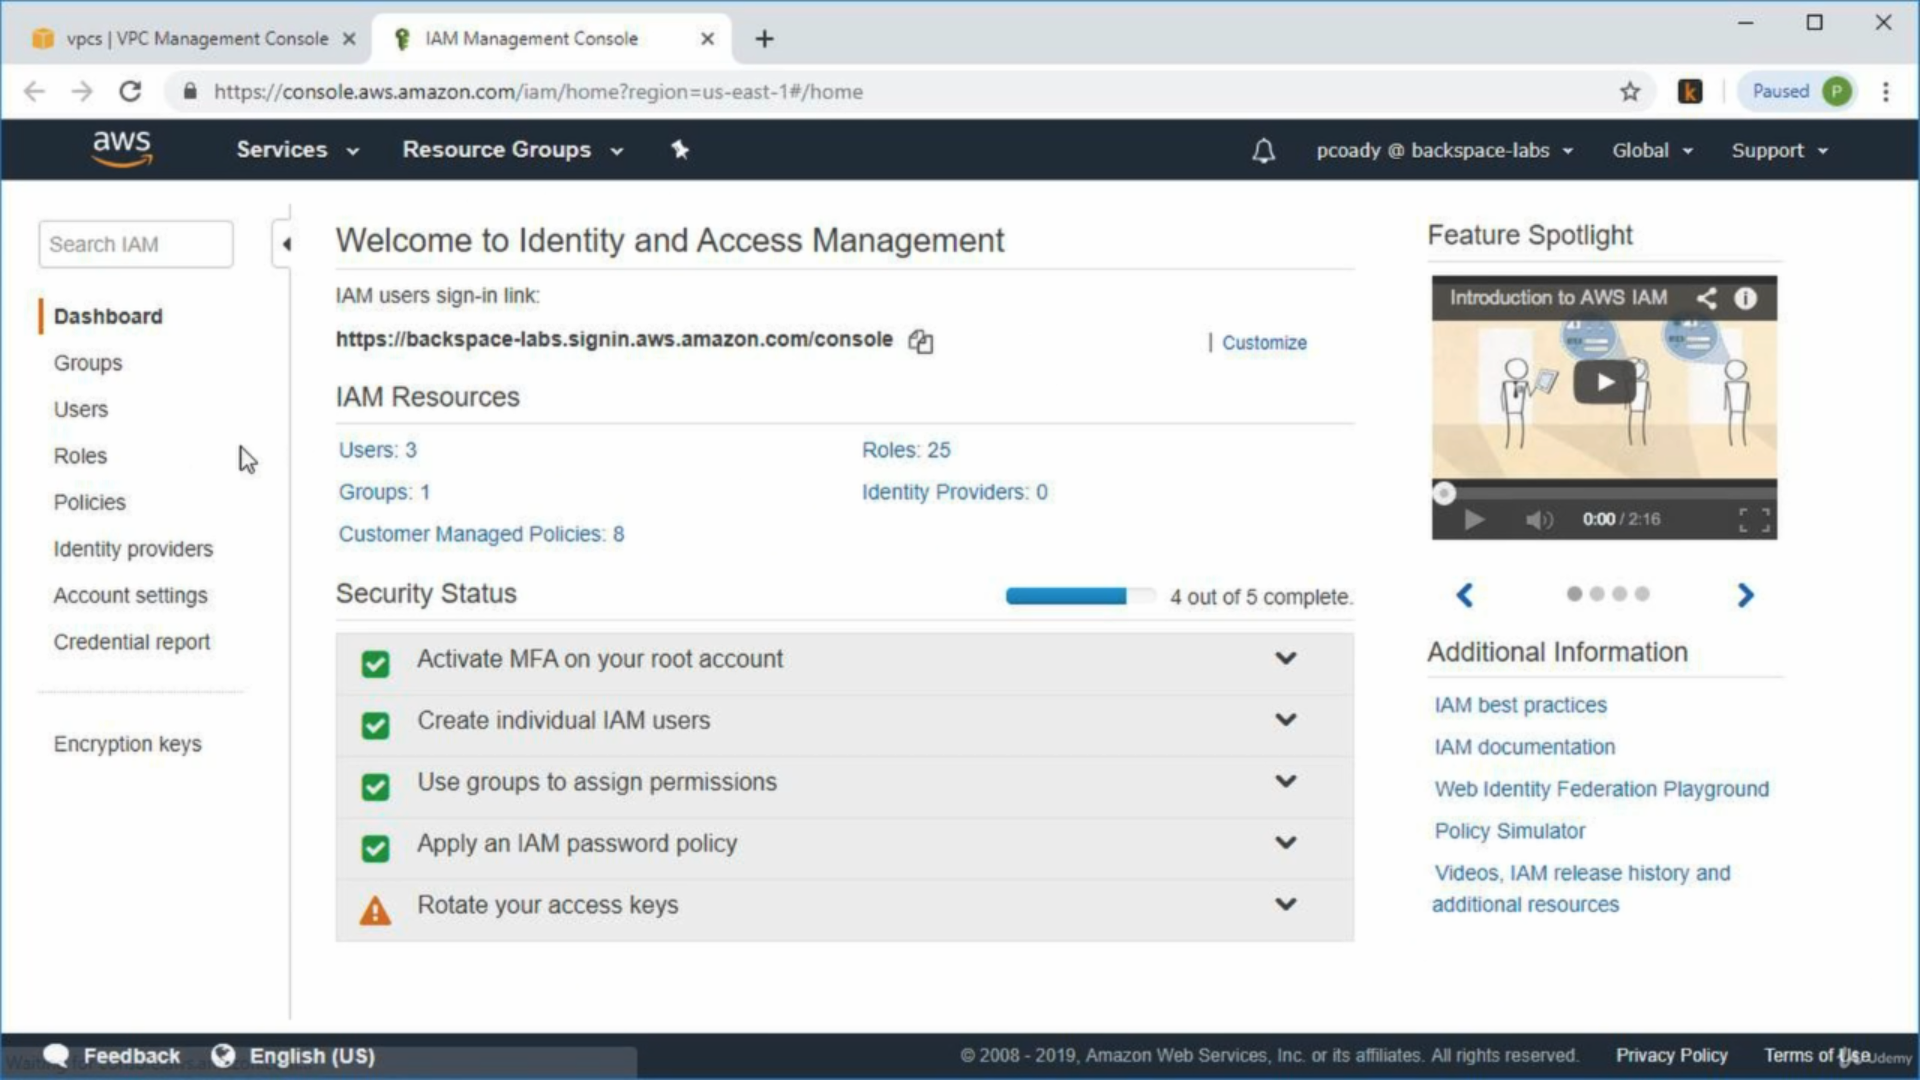 vpcs | VPC Management Console
IAM Management Console
https://console.aws.amazon.com/iam/home?region=us-east-1#/home
k
Paused P
aws
Services
Resource Groups
pcoady @ backspace-labs
Global
Support
Search IAM
Dashboard
Groups
Users
Roles
Policies
Identity providers
Account settings
Credential report
Encryption keys
Welcome to Identity and Access Management
IAM users sign-in link:
https://backspace-labs.signin.aws.amazon.com/console
| Customize
IAM Resources
Users: 3
Roles: 25
Groups: 1
Identity Providers: 0
Customer Managed Policies: 8
Security Status
4 out of 5 complete.
Activate MFA on your root account
Create individual IAM users
Use groups to assign permissions
Apply an IAM password policy
Rotate your access keys
Feature Spotlight
Introduction to AWS IAM
0:00 / 2:16
Additional Information
IAM best practices
IAM documentation
Web Identity Federation Playground
Policy Simulator
Videos, IAM release history and
additional resources
Feedback
English (US)
© 2008 - 2019, Amazon Web Services, Inc. or its affiliates. All rights reserved.
Privacy Policy
Terms of Use
Udemy